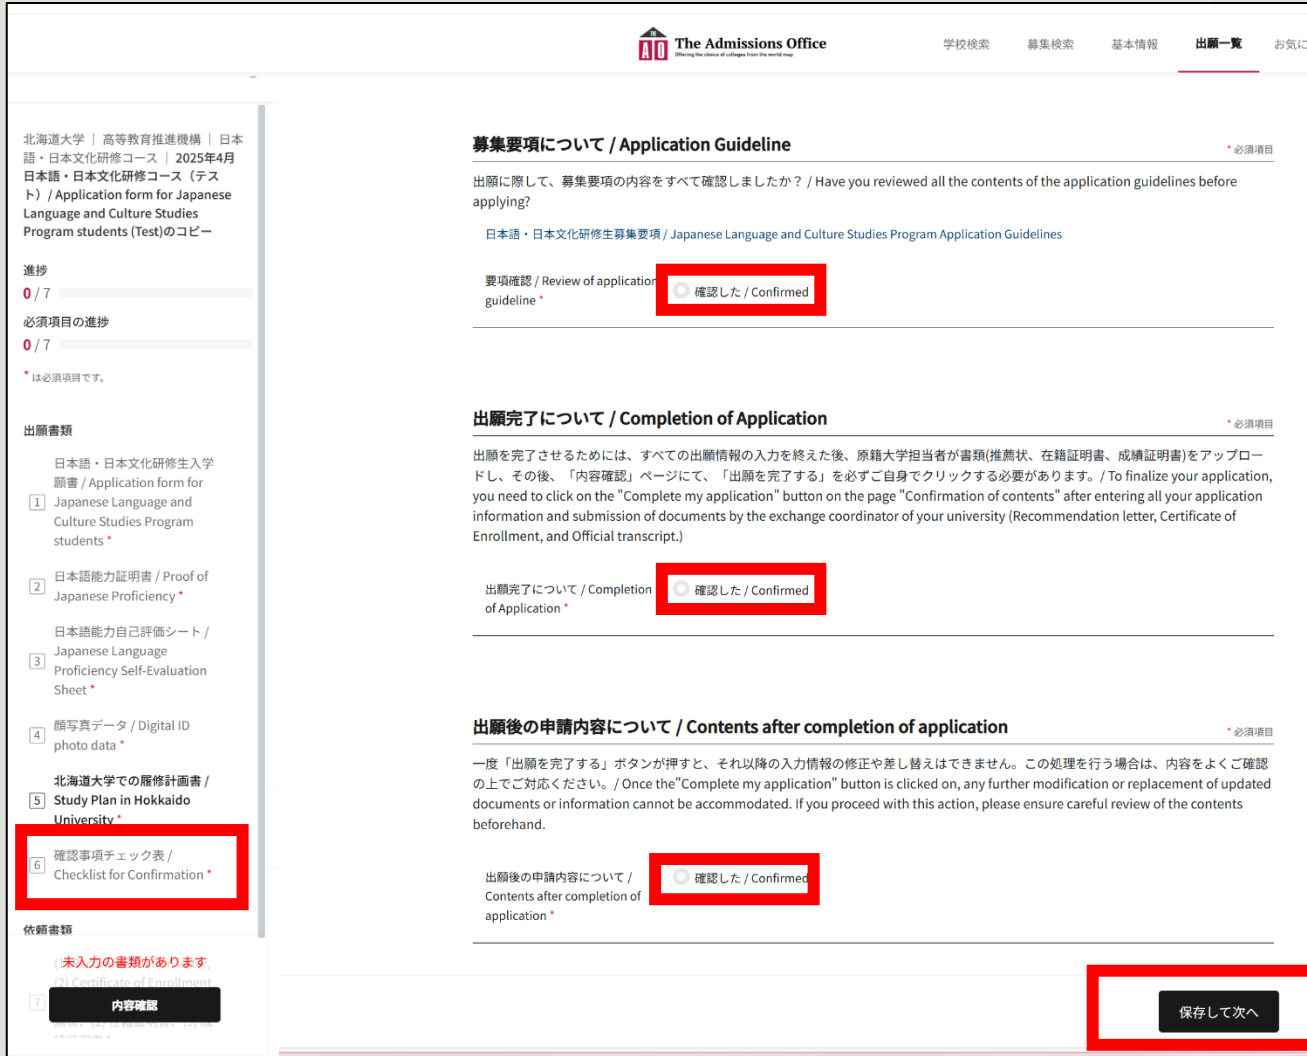 The Admissions Office
Offering the choice of colleges from the world map
学校検索
募集検索
基本情報
出願一覧
お気に
北海道大学 | 高等教育推進機構 | 日本
語・日本文化研修コース | 2025年4月
日本語・日本文化研修コース（テス
ト）/ Application form for Japanese
Language and Culture Studies
Program students (Test)のコピー
進捗
0 / 7
必須項目の進捗
0 / 7
* は必須項目です。
出願書類
日本語・日本文化研修生入学
願書 / Application form for
1 Japanese Language and
Culture Studies Program
students *
2 日本語能力証明書 / Proof of
Japanese Proficiency *
日本語能力自己評価シート /
Japanese Language
3 Proficiency Self-Evaluation
Sheet *
4 顔写真データ / Digital ID
photo data *
北海道大学での履修計画書 /
5 Study Plan in Hokkaido
University *
6 確認事項チェック表 /
Checklist for Confirmation *
依頼書類
未入力の書類があります
(2) Certificate of Enrollment
7
内容確認
募集要項について / Application Guideline
* 必須項目
出願に際して、募集要項の内容をすべて確認しましたか？ / Have you reviewed all the contents of the application guidelines before
applying?
日本語・日本文化研修生募集要項 / Japanese Language and Culture Studies Program Application Guidelines
要項確認 / Review of application
guideline *
確認した / Confirmed
出願完了について / Completion of Application
* 必須項目
出願を完了させるためには、すべての出願情報の入力を終えた後、原籍大学担当者が書類(推薦状、在籍証明書、成績証明書)をアップロー
ドし、その後、「内容確認」ページにて、「出願を完了する」を必ずご自身でクリックする必要があります。/ To finalize your application,
you need to click on the "Complete my application" button on the page "Confirmation of contents" after entering all your application
information and submission of documents by the exchange coordinator of your university (Recommendation letter, Certificate of
Enrollment, and Official transcript.)
出願完了について / Completion
of Application *
確認した / Confirmed
出願後の申請内容について / Contents after completion of application
* 必須項目
一度「出願を完了する」ボタンが押すと、それ以降の入力情報の修正や差し替えはできません。この処理を行う場合は、内容をよくご確認
の上でご対応ください。/ Once the"Complete my application" button is clicked on, any further modification or replacement of updated
documents or information cannot be accommodated. If you proceed with this action, please ensure careful review of the contents
beforehand.
出願後の申請内容について /
Contents after completion of
application *
確認した / Confirmed
保存して次へ